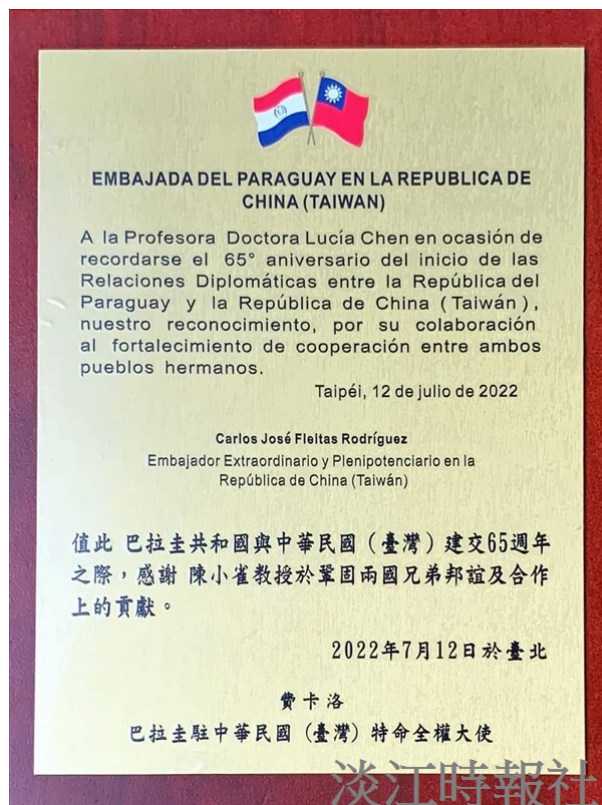 EMBAJADA DEL PARAGUAY EN LA REPUBLICA DE
CHINA (TAIWAN)
A la Profesora Doctora Lucía Chen en ocasión de
recordarse el 65° aniversario del inicio de las
Relaciones Diplomáticas entre la República del
Paraguay y la República de China (Taiwán),
nuestro reconocimiento, por su colaboración
al fortalecimiento de cooperación entre ambos
pueblos hermanos.
Taipéi, 12 de julio de 2022
Carlos José Fleitas Rodríguez
Embajador Extraordinario y Plenipotenciario en la
República de China (Taiwán)
值此 巴拉圭共和國與中華民國（臺灣）建交65週年
之際，感謝 陳小雀教授於鞏固兩國兄弟邦誼及合作
上的貢獻。
2022年7月12日於臺北
費卡洛
巴拉圭駐中華民國（臺灣）特命全權大使
淡江時報社